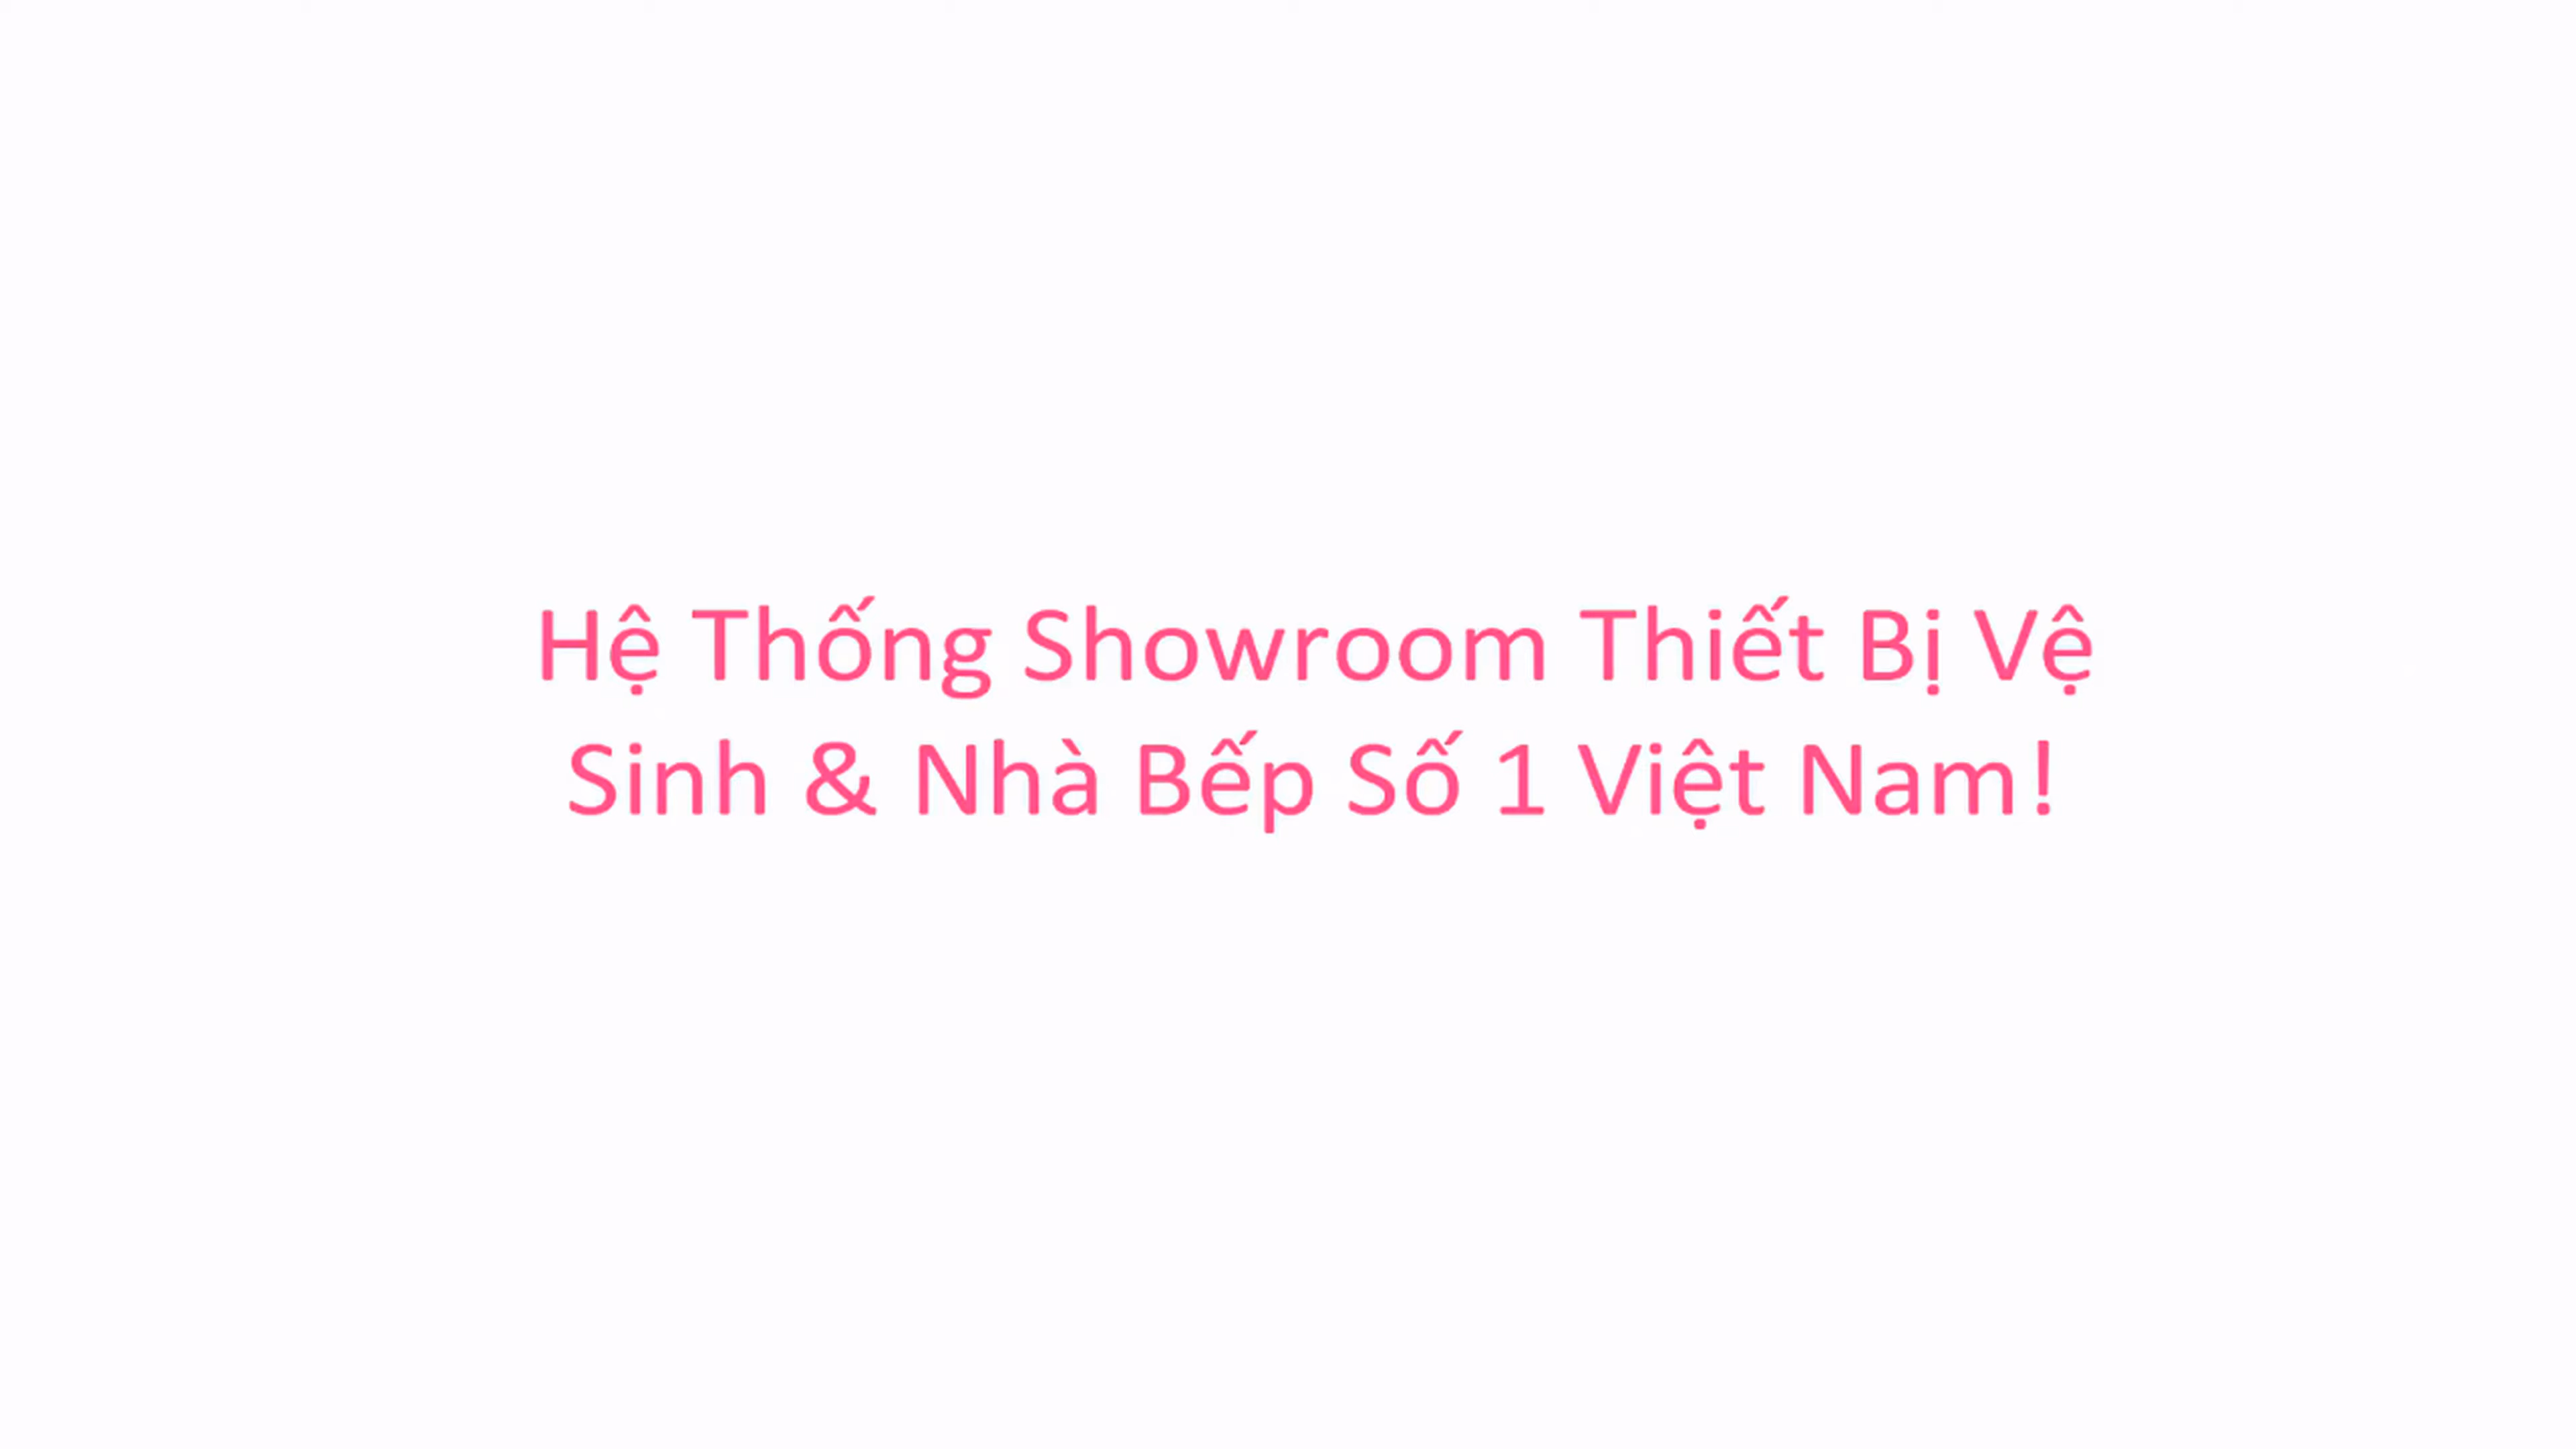 Hệ Thống Showroom Thiết Bị Vệ
Sinh & Nhà Bếp Số 1 Việt Nam!